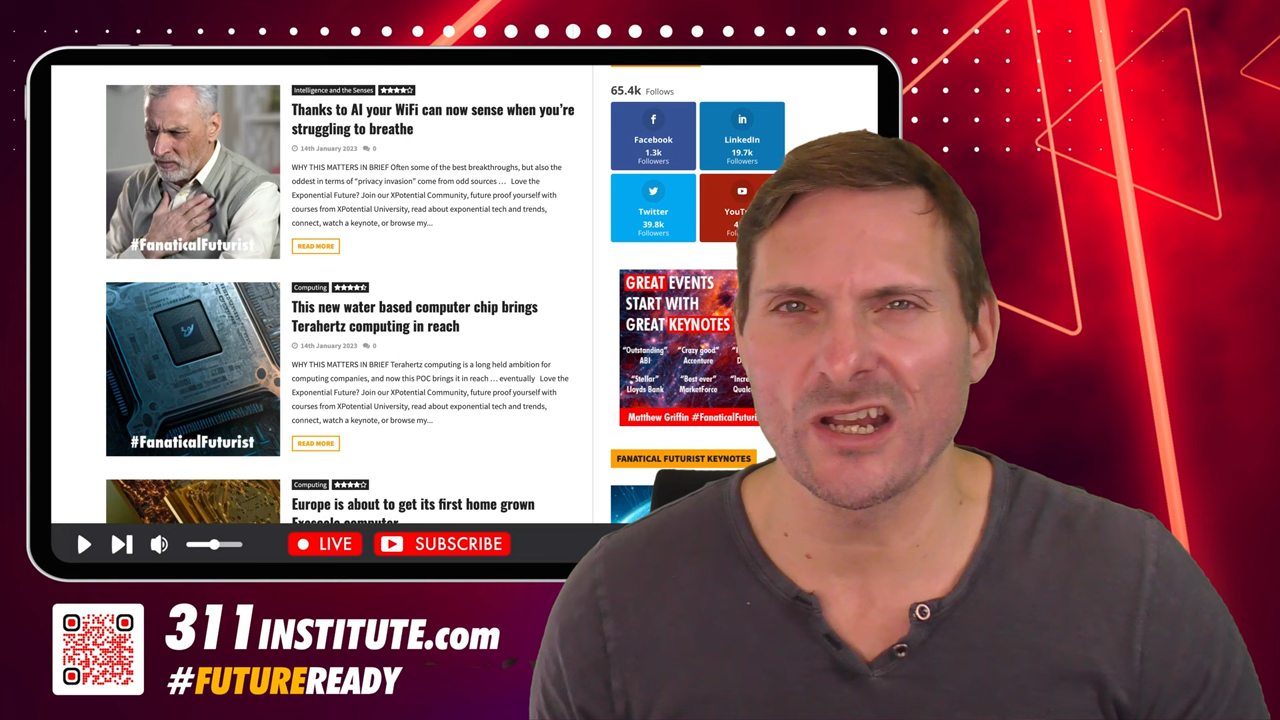 Intelligence and the Senses
Thanks to AI your WiFi can now sense when you're
struggling to breathe
14th January 2023 0
WHY THIS MATTERS IN BRIEF Often some of the best breakthroughs, but also the
oddest in terms of "privacy invasion" come from odd sources … Love the
Exponential Future? Join our XPotential Community, future proof yourself with
courses from XPotential University, read about exponential tech and trends,
connect, watch a keynote, or browse my...
READ MORE
#FanaticalFuturist
Computing
This new water based computer chip brings
Terahertz computing in reach
14th January 2023 0
WHY THIS MATTERS IN BRIEF Terahertz computing is a long held ambition for
computing companies, and now this POC brings it in reach … eventually Love the
Exponential Future? Join our XPotential Community, future proof yourself with
courses from XPotential University, read about exponential tech and trends,
connect, watch a keynote, or browse my...
READ MORE
#FanaticalFuturist
Computing
Europe is about to get its first home grown
Exascale computer
65.4k Follows
Facebook
1.3k
Followers
LinkedIn
19.7k
Followers
Twitter
39.8k
Followers
YouT
4
Fo
GREAT EVENTS
START WITH
GREAT KEYNOTES
"Outstanding" "Crazy good"
ABI Accenture
"Stellar" "Best ever" "Incre
Lloyds Bank MarketForce Qualc
Matthew Griffin #FanaticalFuturi
FANATICAL FUTURIST KEYNOTES
LIVE
SUBSCRIBE
311INSTITUTE.com
#FUTUREREADY